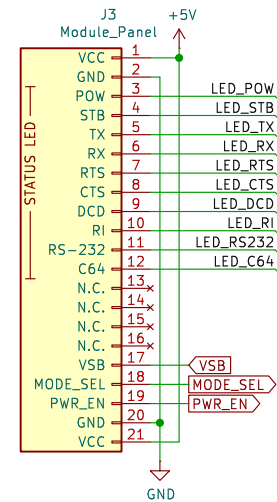 J3
Module_Panel
+5V
VCC 1
GND 2
POW 3 LED_POW
STB 4 LED_STB
TX 5 LED_TX
RX 6 LED_RX
RTS 7 LED_RTS
CTS 8 LED_CTS
DCD 9 LED_DCD
RI 10 LED_RI
RS-232 11 LED_RS232
C64 12 LED_C64
STATUS LED
N.C. 13
N.C. 14
N.C. 15
N.C. 16
VSB 17 VSB
MODE_SEL 18 MODE_SEL
PWR_EN 19 PWR_EN
GND 20
VCC 21
GND